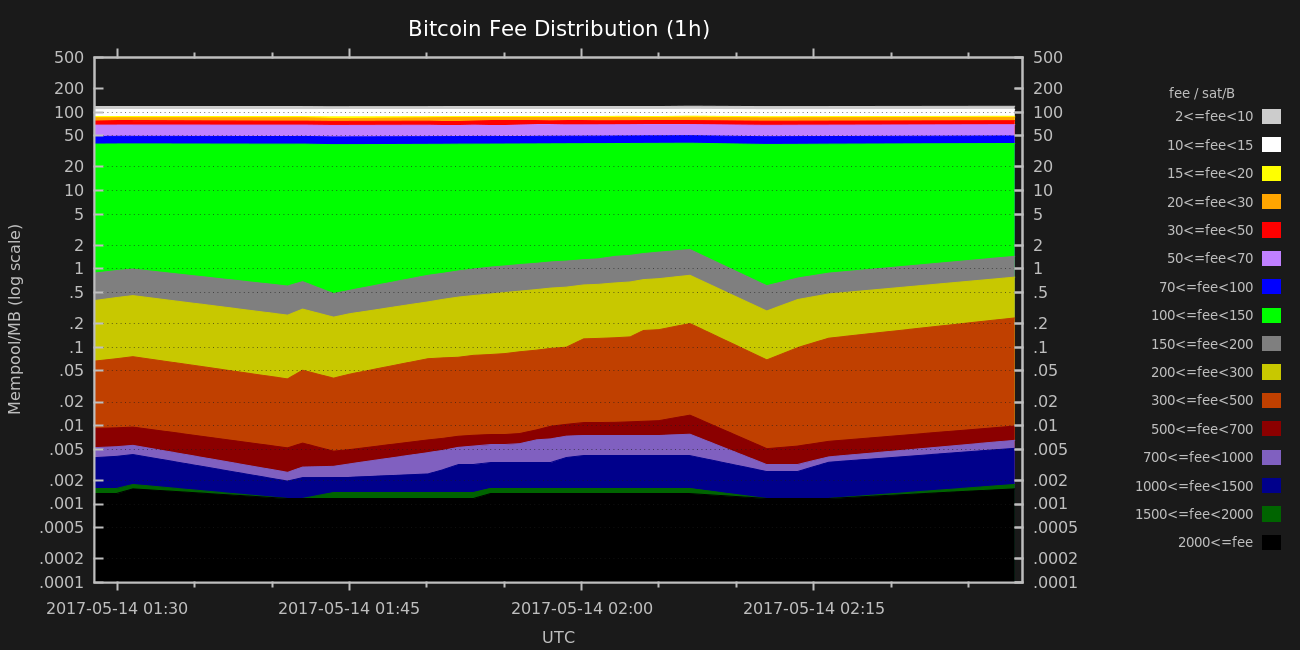 Bitcoin Fee Distribution (1h)
500
200
100
50
20
10
5
2
1
.5
.2
.1
.05
.02
.01
.005
.002
.001
.0005
.0002
.0001
Mempool/MB (log scale)
500
200
100
50
20
10
5
2
1
.5
.2
.1
.05
.02
.01
.005
.002
.001
.0005
.0002
.0001
2017-05-14 01:30
2017-05-14 01:45
2017-05-14 02:00
2017-05-14 02:15
UTC
fee / sat/B
2<=fee<10
10<=fee<15
15<=fee<20
20<=fee<30
30<=fee<50
50<=fee<70
70<=fee<100
100<=fee<150
150<=fee<200
200<=fee<300
300<=fee<500
500<=fee<700
700<=fee<1000
1000<=fee<1500
1500<=fee<2000
2000<=fee